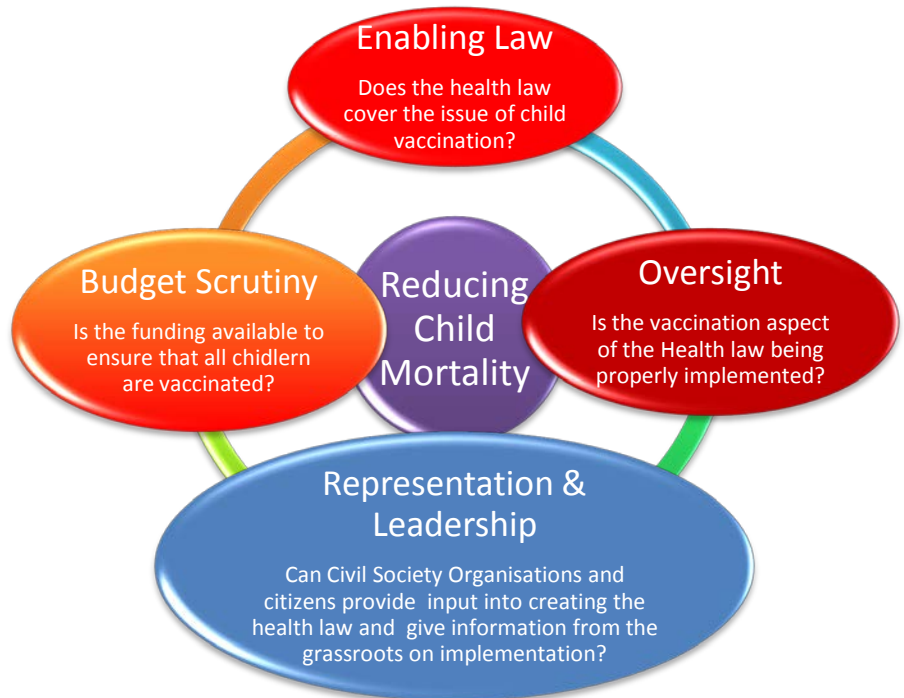 Enabling Law
Does the health law
cover the issue of child
vaccination?
Budget Scrutiny
Is the funding available to
ensure that all chidlern
are vaccinated?
Reducing
Child
Mortality
Oversight
Is the vaccination aspect
of the Health law being
properly implemented?
Representation &
Leadership
Can Civil Society Organisations and
citizens provide  input into creating the
health law and  give information from the
grassroots on implementation?